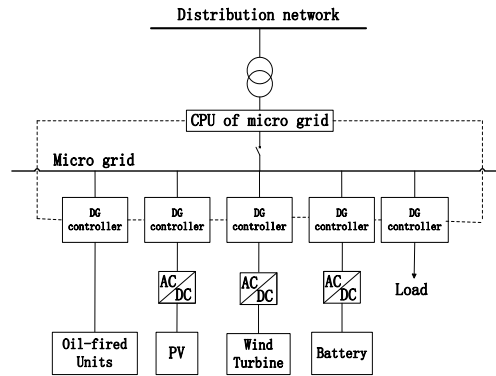 Distribution network
CPU of micro grid
Micro grid
DG
controller
DG
controller
DG
controller
DG
controller
DG
controller
AC
DC
AC
DC
AC
DC
Load
Oil-fired
Units
PV
Wind
Turbine
Battery